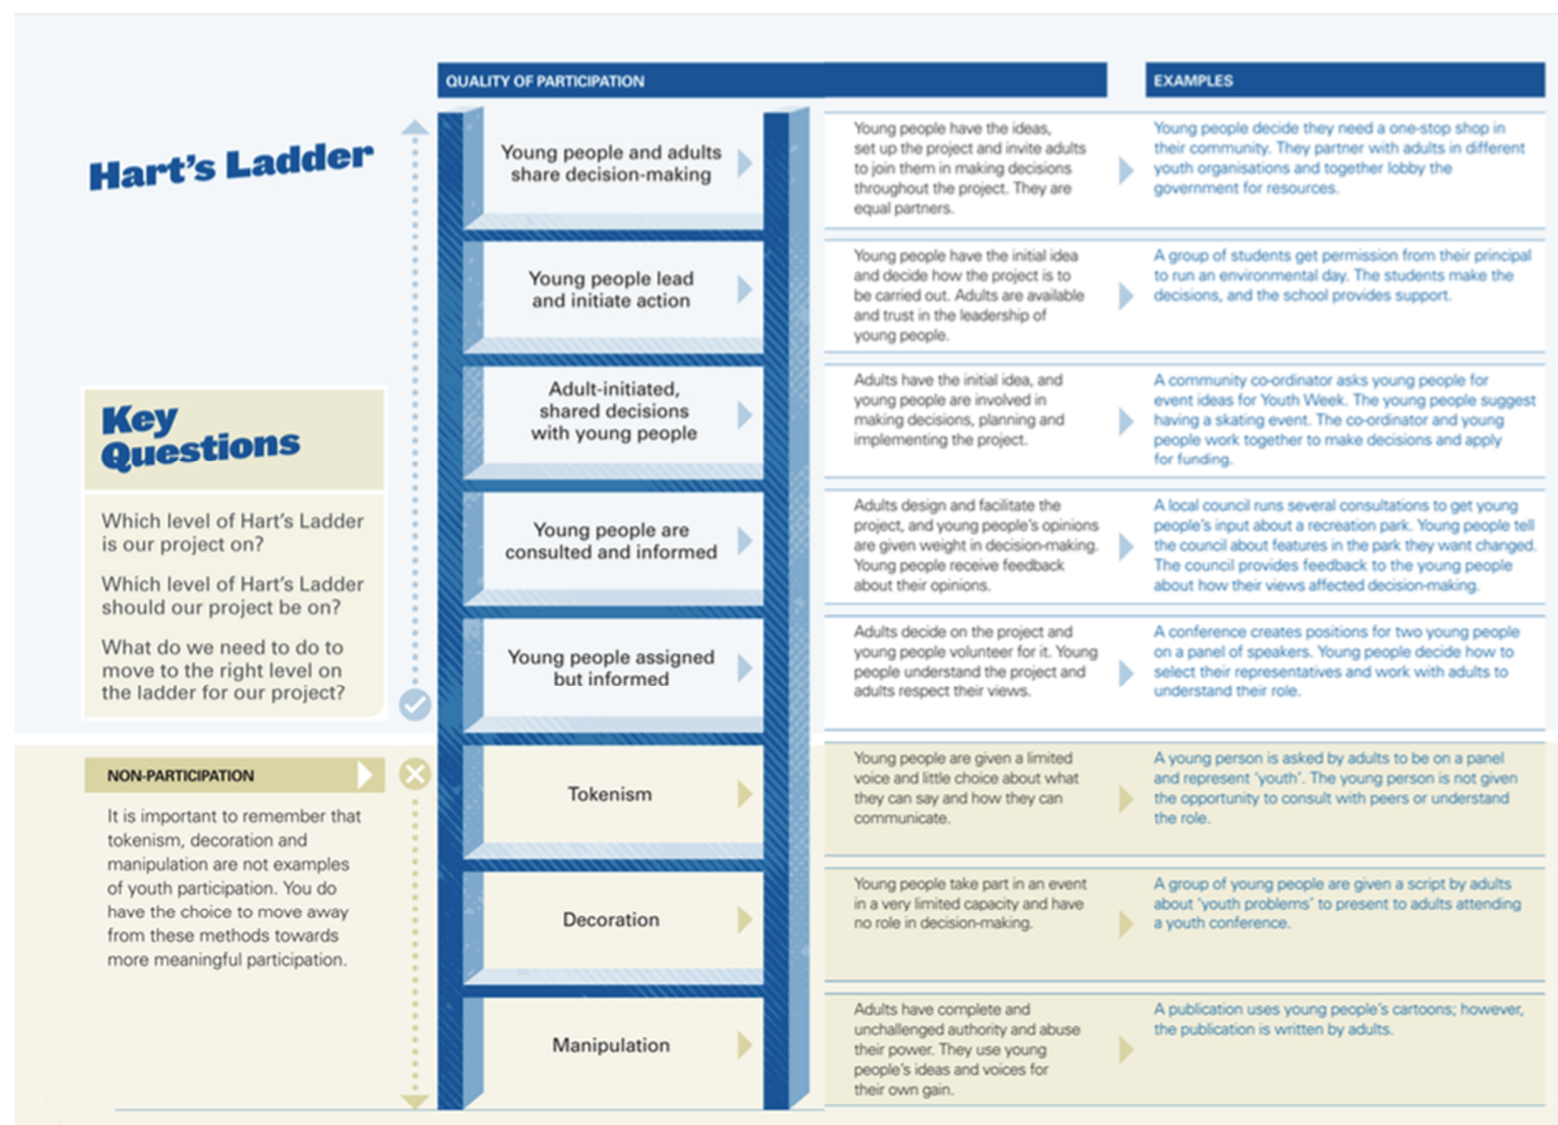 QUALITY OF PARTICIPATION
EXAMPLES
Hart's Ladder
Young people and adults
share decision-making
Young people have the ideas,
set up the project and invite adults
to join them in making decisions
throughout the project. They are
equal partners.
Young people decide they need a one-stop shop in
their community. They partner with adults in different
youth organisations and together lobby the
government for resources.
Young people lead
and initiate action
Young people have the initial idea
and decide how the project is to
be carried out. Adults are available
and trust in the leadership of
young people.
A group of students get permission from their principal
to run an environmental day. The students make the
decisions, and the school provides support.
Adult-initiated,
shared decisions
with young people
Adults have the initial idea, and
young people are involved in
making decisions, planning and
implementing the project.
A community co-ordinator asks young people for
event ideas for Youth Week. The young people suggest
having a skating event. The co-ordinator and young
people work together to make decisions and apply
for funding.
Key
Questions
Which level of Hart's Ladder
is our project on?
Which level of Hart's Ladder
should our project be on?
What do we need to do to
move to the right level on
the ladder for our project?
Young people are
consulted and informed
Adults design and facilitate the
project, and young people's opinions
are given weight in decision-making.
Young people receive feedback
about their opinions.
A local council runs several consultations to get young
people's input about a recreation park. Young people tell
the council about features in the park they want changed.
The council provides feedback to the young people
about how their views affected decision-making.
Young people assigned
but informed
Adults decide on the project and
young people volunteer for it. Young
people understand the project and
adults respect their views.
A conference creates positions for two young people
on a panel of speakers. Young people decide how to
select their representatives and work with adults to
understand their role.
NON-PARTICIPATION
It is important to remember that
tokenism, decoration and
manipulation are not examples
of youth participation. You do
have the choice to move away
from these methods towards
more meaningful participation.
Tokenism
Young people are given a limited
voice and little choice about what
they can say and how they can
communicate.
A young person is asked by adults to be on a panel
and represent 'youth'. The young person is not given
the opportunity to consult with peers or understand
the role.
Decoration
Young people take part in an event
in a very limited capacity and have
no role in decision-making.
A group of young people are given a script by adults
about 'youth problems' to present to adults attending
a youth conference.
Manipulation
Adults have complete and
unchallenged authority and abuse
their power. They use young
people's ideas and voices for
their own gain.
A publication uses young people's cartoons; however,
the publication is written by adults.